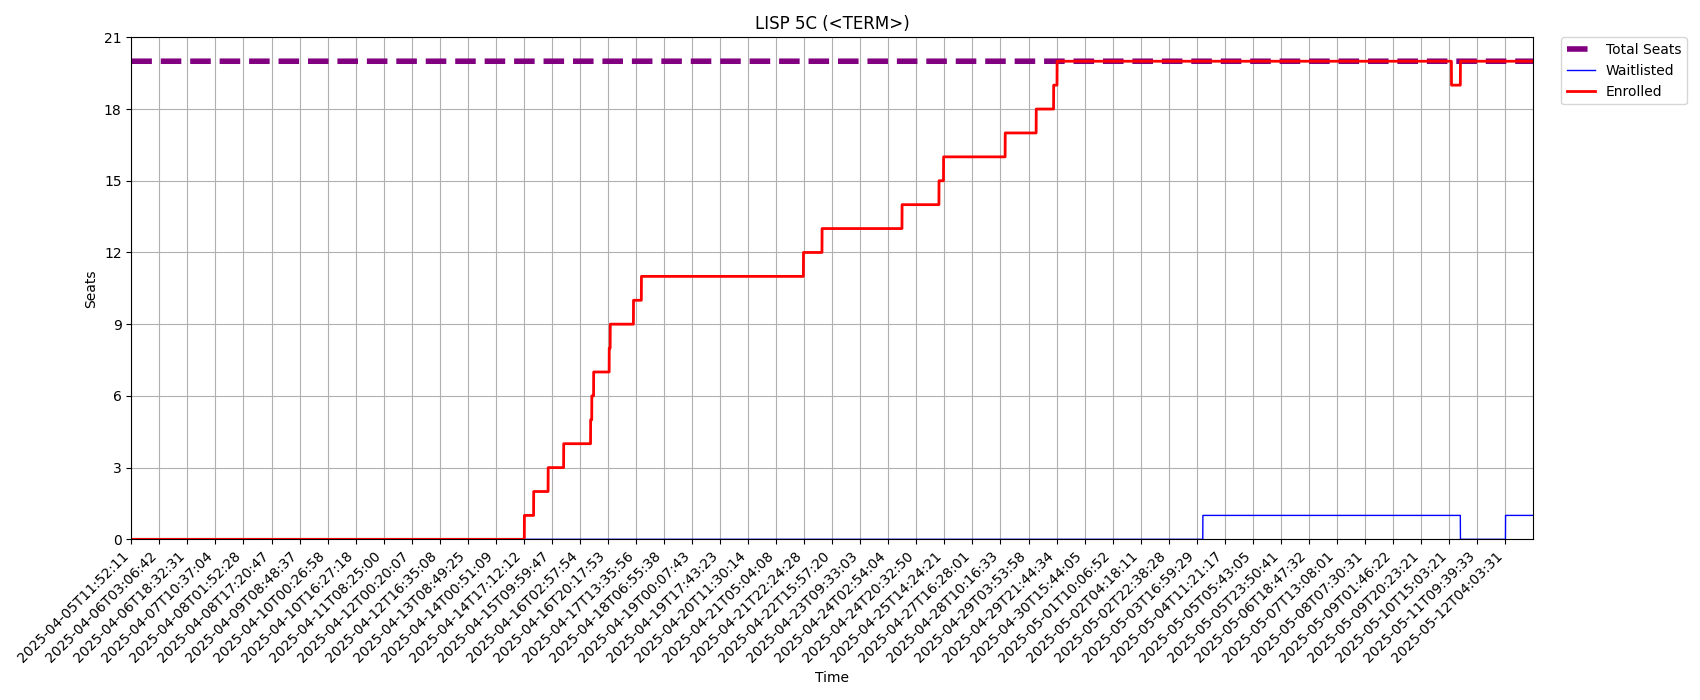 LISP 5C (<TERM>)
Total Seats
Waitlisted
Enrolled
21
18
15
12
9
6
3
0
Seats
2025-04-05T11:52:11
2025-04-06T03:06:42
2025-04-06T18:32:31
2025-04-07T10:37:04
2025-04-08T01:52:28
2025-04-08T17:20:47
2025-04-09T08:48:37
2025-04-10T00:26:58
2025-04-10T16:27:18
2025-04-11T08:25:00
2025-04-12T00:20:07
2025-04-12T16:35:08
2025-04-13T08:49:25
2025-04-14T00:51:09
2025-04-14T17:12:12
2025-04-15T09:59:47
2025-04-16T02:57:54
2025-04-16T20:17:53
2025-04-17T13:35:56
2025-04-18T06:55:38
2025-04-19T00:07:43
2025-04-19T17:43:23
2025-04-20T11:30:14
2025-04-21T05:04:08
2025-04-21T22:24:28
2025-04-22T15:57:20
2025-04-23T09:33:03
2025-04-24T02:54:04
2025-04-24T20:32:50
2025-04-25T14:24:21
2025-04-27T16:28:01
2025-04-28T10:16:33
2025-04-29T03:53:58
2025-04-29T21:44:34
2025-04-30T15:44:05
2025-05-01T10:06:52
2025-05-02T04:18:11
2025-05-02T22:38:28
2025-05-03T16:59:29
2025-05-04T11:21:17
2025-05-05T05:43:05
2025-05-05T23:50:41
2025-05-06T18:47:32
2025-05-07T13:08:01
2025-05-08T07:30:31
2025-05-09T01:46:22
2025-05-09T20:23:21
2025-05-10T15:03:21
2025-05-11T09:39:33
2025-05-12T04:03:31
Time